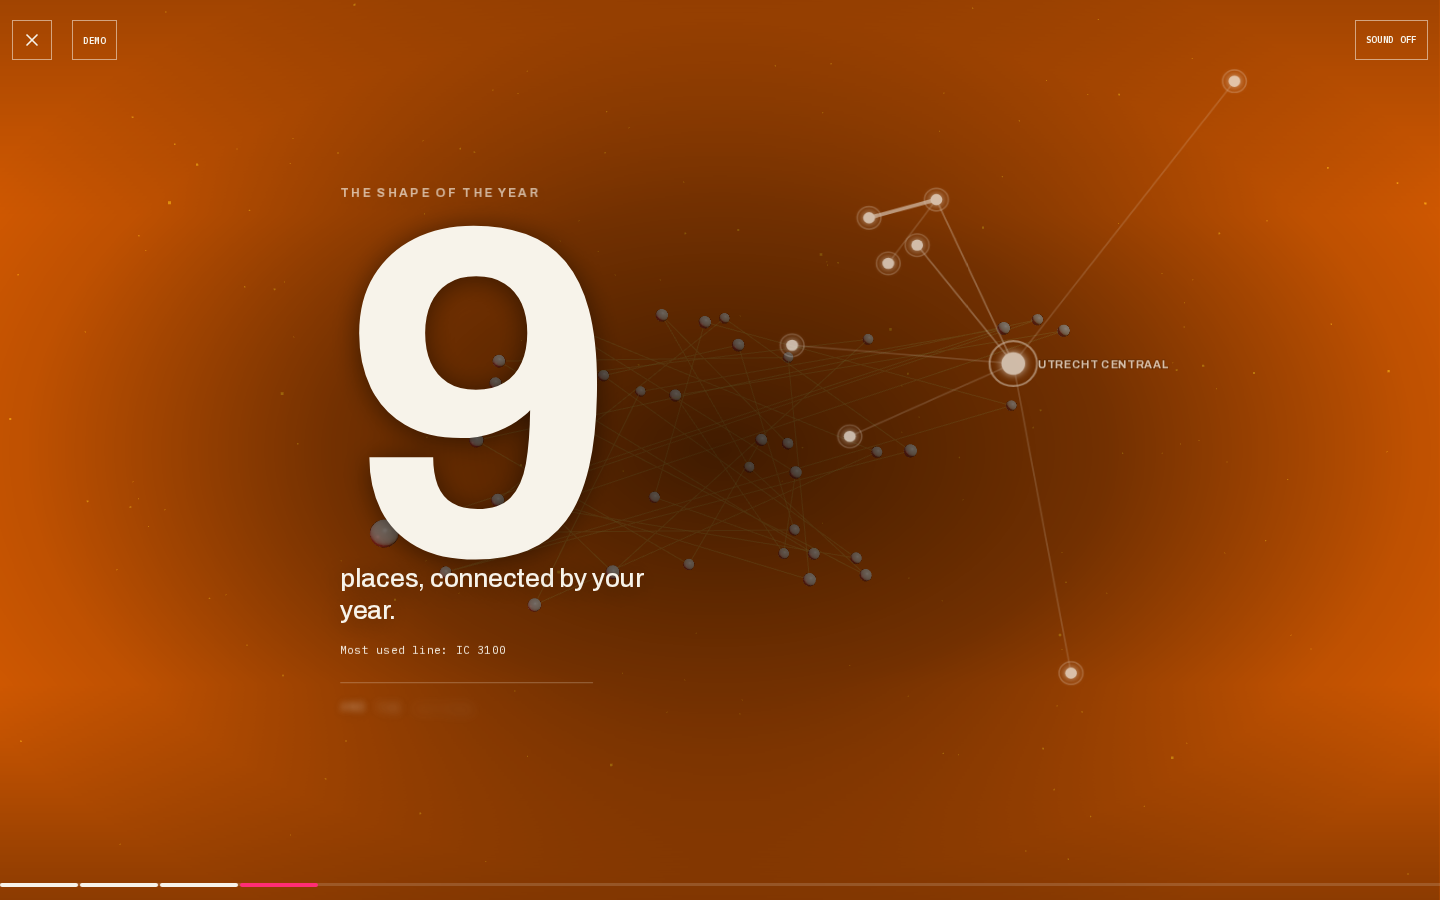 DEMO
SOUND OFF
THE SHAPE OF THE YEAR
9
UTRECHT CENTRAAL
places, connected by your
year.
Most used line: IC 3100